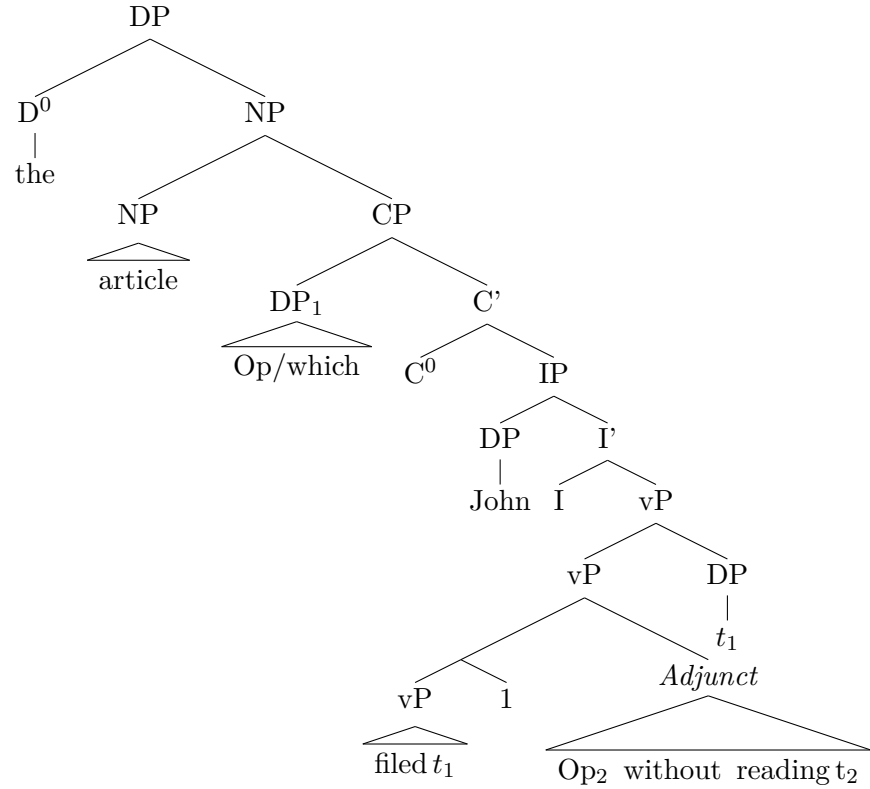 DP
D⁰ NP
the
NP CP
article
DP₁ C'
Op/which
C⁰ IP
DP I'
John I vP
vP DP
t₁
vP 1 Adjunct
filed t₁
Op₂ without reading t₂